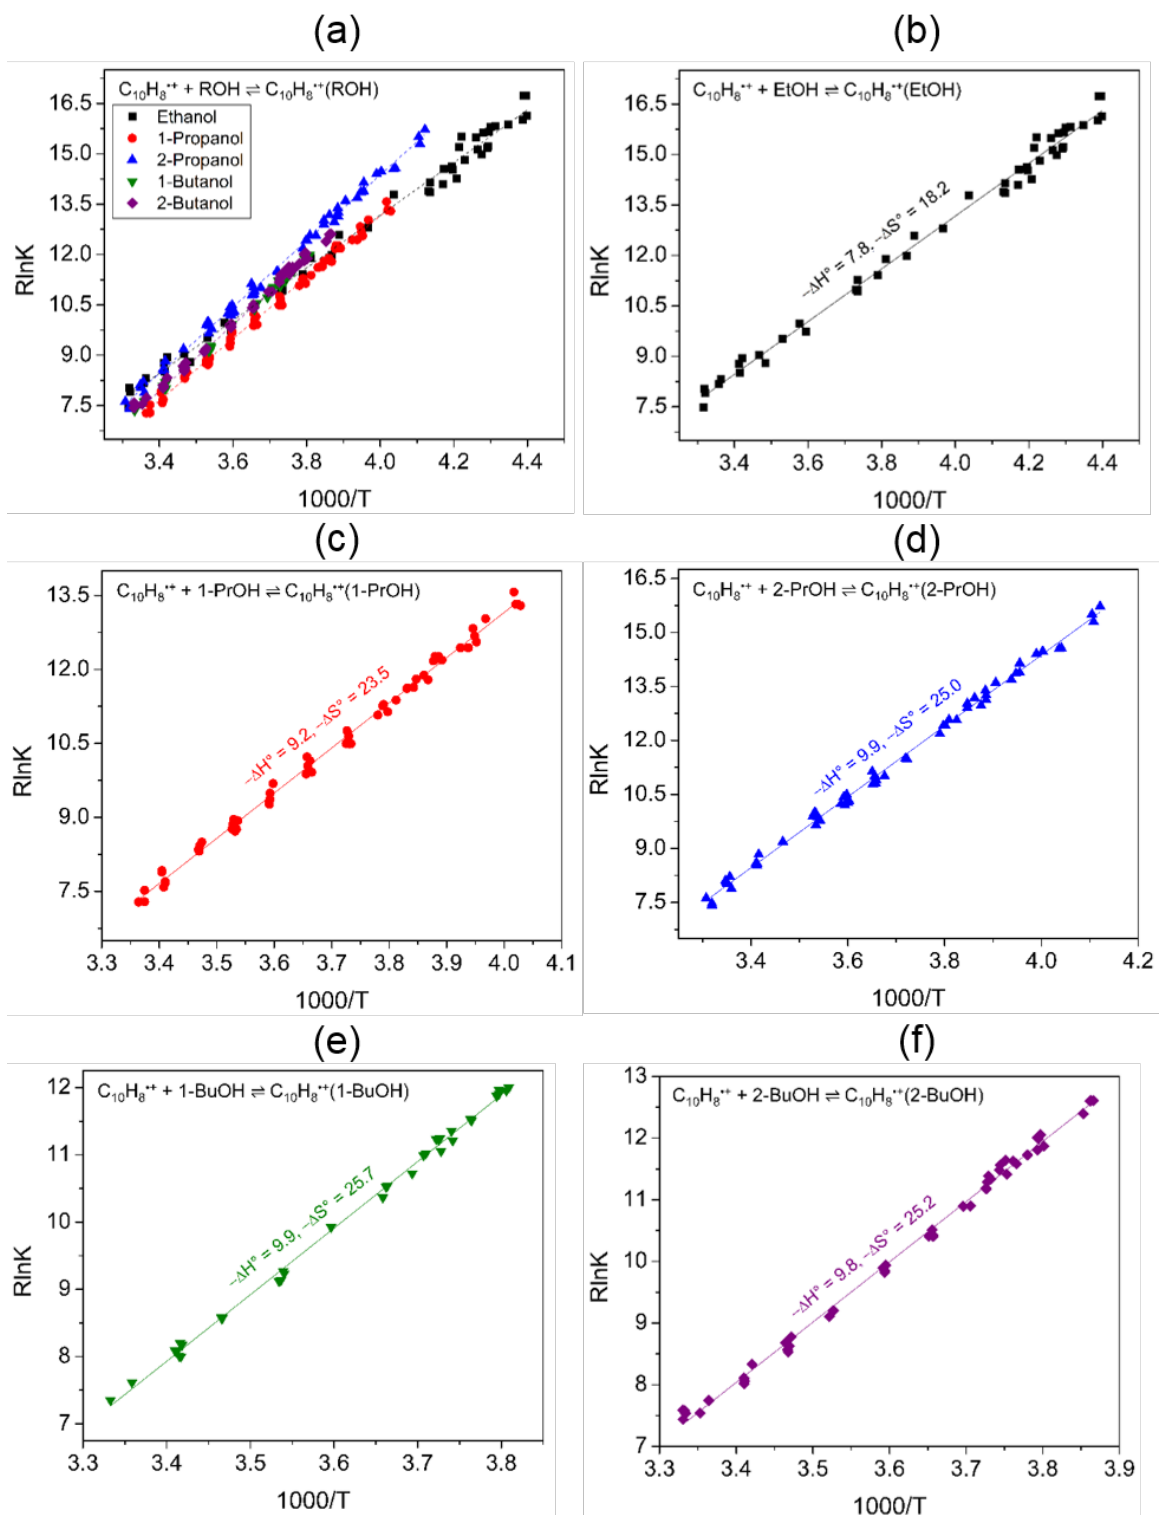 (a)
C₁₀H₈•⁺ + ROH ⇌ C₁₀H₈•⁺(ROH)
Ethanol
1-Propanol
2-Propanol
1-Butanol
2-Butanol
16.5
15.0
13.5
12.0
10.5
9.0
7.5
RlnK
3.4 3.6 3.8 4.0 4.2 4.4
1000/T
(b)
C₁₀H₈•⁺ + EtOH ⇌ C₁₀H₈•⁺(EtOH)
−ΔH° = 7.8, −ΔS° = 18.2
16.5
15.0
13.5
12.0
10.5
9.0
7.5
RlnK
3.4 3.6 3.8 4.0 4.2 4.4
1000/T
(c)
C₁₀H₈•⁺ + 1-PrOH ⇌ C₁₀H₈•⁺(1-PrOH)
−ΔH° = 9.2, −ΔS° = 23.5
13.5
12.0
10.5
9.0
7.5
RlnK
3.3 3.4 3.5 3.6 3.7 3.8 3.9 4.0 4.1
1000/T
(d)
C₁₀H₈•⁺ + 2-PrOH ⇌ C₁₀H₈•⁺(2-PrOH)
−ΔH° = 9.9, −ΔS° = 25.0
16.5
15.0
13.5
12.0
10.5
9.0
7.5
RlnK
3.4 3.6 3.8 4.0 4.2
1000/T
(e)
C₁₀H₈•⁺ + 1-BuOH ⇌ C₁₀H₈•⁺(1-BuOH)
−ΔH° = 9.9, −ΔS° = 25.7
12
11
10
9
8
7
RlnK
3.3 3.4 3.5 3.6 3.7 3.8
1000/T
(f)
C₁₀H₈•⁺ + 2-BuOH ⇌ C₁₀H₈•⁺(2-BuOH)
−ΔH° = 9.8, −ΔS° = 25.2
13
12
11
10
9
8
7
RlnK
3.3 3.4 3.5 3.6 3.7 3.8 3.9
1000/T